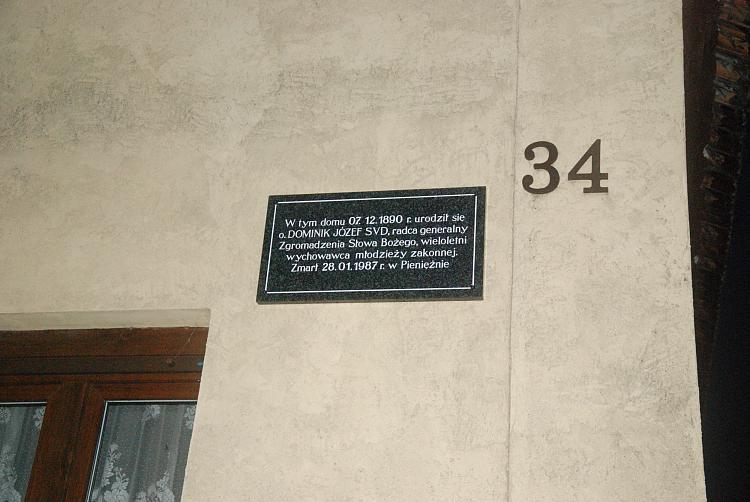 W tym domu 07. 12.1890 r. urodził się
o. DOMINIK JÓZEF SVD, radca generalny
Zgromadzenia Słowa Bożego, wieloletni
wychowawca młodzieży zakonnej.
Zmarł 28.01.1987 r. w Pieniężnie
34